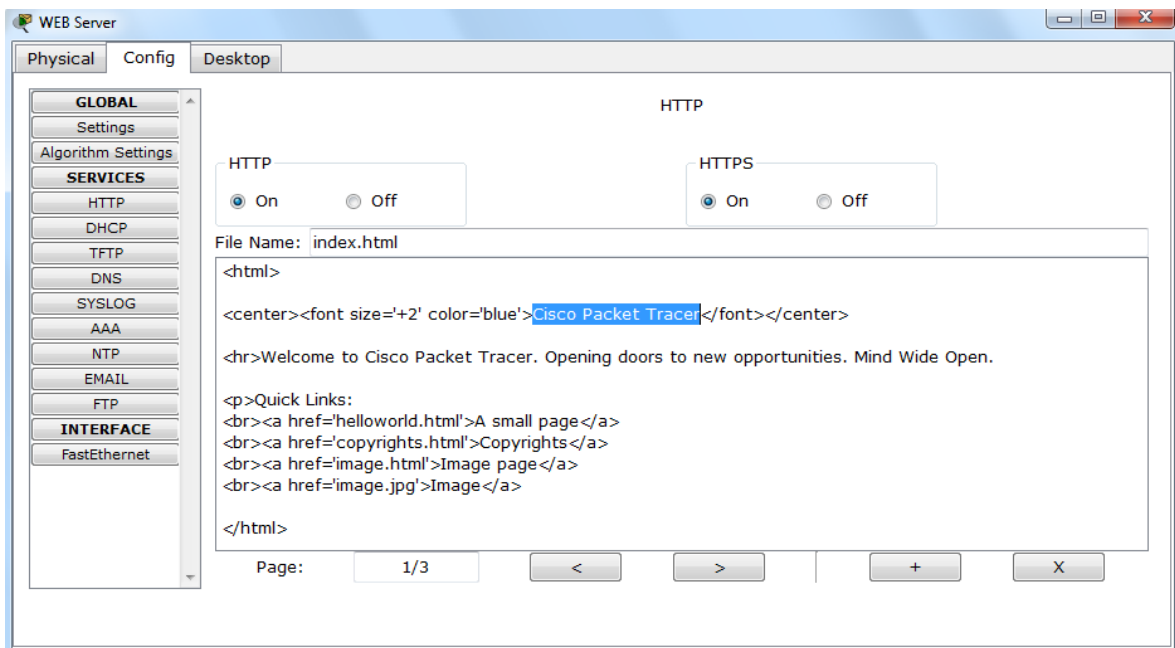 WEB Server
Physical Config Desktop
GLOBAL
Settings
Algorithm Settings
SERVICES
HTTP
DHCP
TFTP
DNS
SYSLOG
AAA
NTP
EMAIL
FTP
INTERFACE
FastEthernet
HTTP
HTTP
On Off
HTTPS
On Off
File Name: index.html
<html>
<center><font size='+2' color='blue'>Cisco Packet Tracer</font></center>
<hr>Welcome to Cisco Packet Tracer. Opening doors to new opportunities. Mind Wide Open.
<p>Quick Links:
<br><a href='helloworld.html'>A small page</a>
<br><a href='copyrights.html'>Copyrights</a>
<br><a href='image.html'>Image page</a>
<br><a href='image.jpg'>Image</a>
</html>
Page: 1/3 < > + X